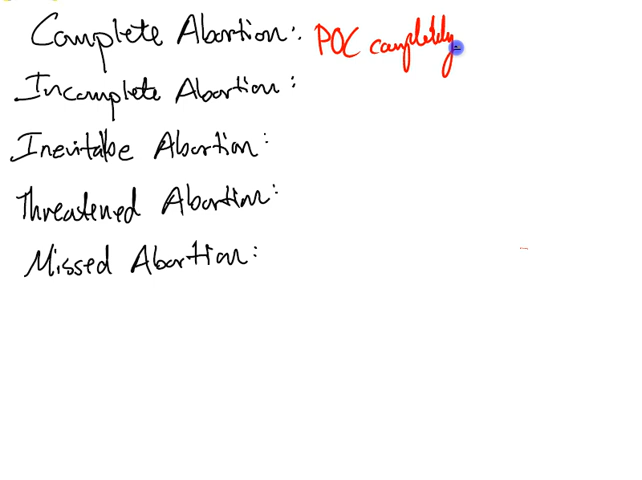 Complete Abortion: POC completely
Incomplete Abortion:
Inevitable Abortion:
Threatened Abortion:
Missed Abortion: